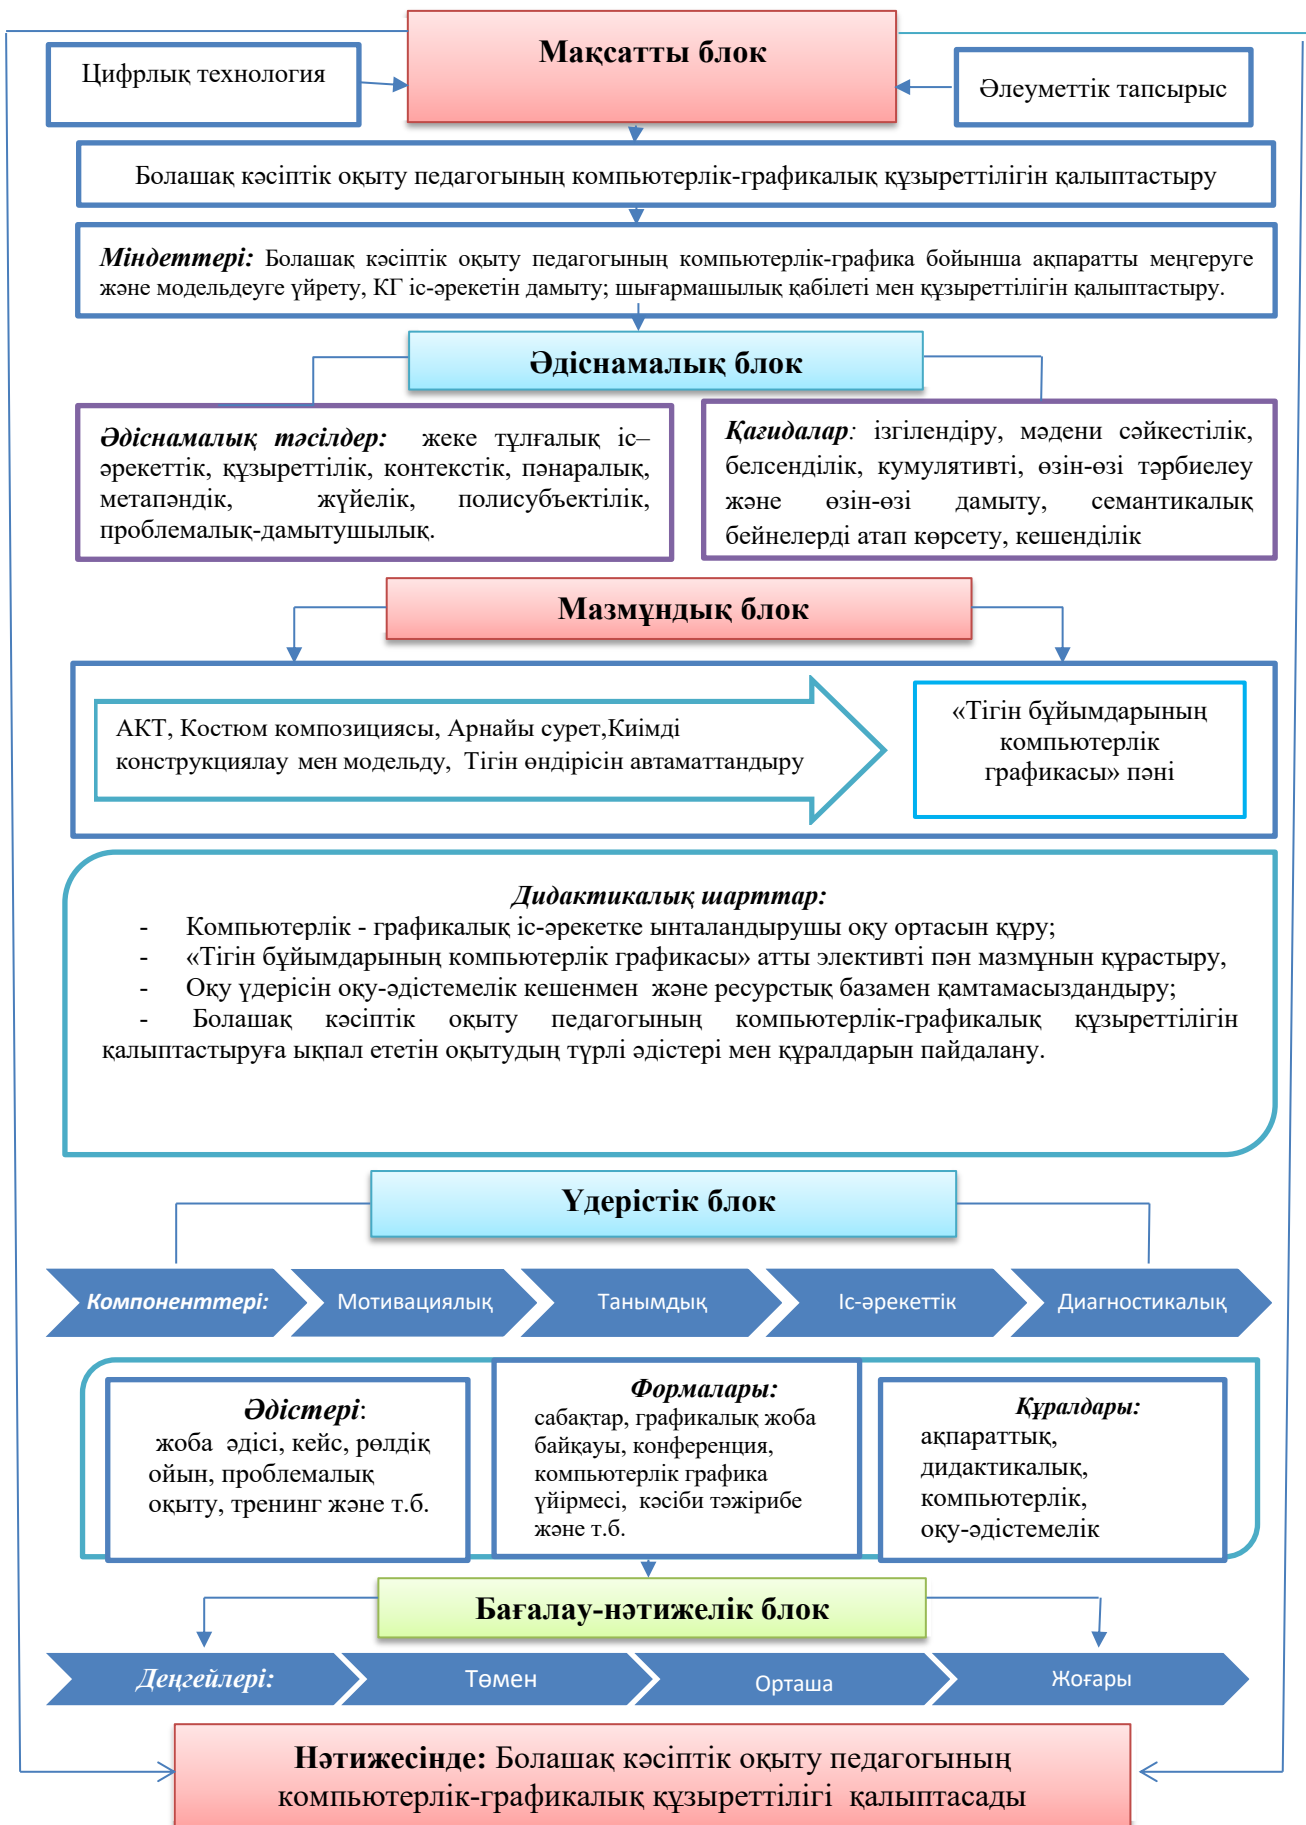 Мақсатты блок
Цифрлық технология
Әлеуметтік тапсырыс
Болашақ кәсіптік оқыту педагогының компьютерлік-графикалық құзыреттілігін қалыптастыру
Міндеттері: Болашақ кәсіптік оқыту педагогының компьютерлік-графика бойынша ақпаратты меңгеруге
және модельдеуге үйрету, КГ іс-әрекетін дамыту; шығармашылық қабілеті мен құзыреттілігін қалыптастыру.
Әдіснамалық блок
Әдіснамалық тәсілдер: жеке тұлғалық іс–
әрекеттік, құзыреттілік, контекстік, пәнаралық,
метапәндік, жүйелік, полисубъектілік,
проблемалық-дамытушылық.
Қағидалар: ізгілендіру, мәдени сәйкестілік,
белсенділік, кумулятивті, өзін-өзі тәрбиелеу
және өзін-өзі дамыту, семантикалық
бейнелерді атап көрсету, кешенділік
Мазмұндық блок
АКТ, Костюм композициясы, Арнайы сурет,Киімді
конструкциялау мен модельду, Тігін өндірісін автаматтандыру
«Тігін бұйымдарының
компьютерлік
графикасы» пәні
Дидактикалық шарттар:
- Компьютерлік - графикалық іс-әрекетке ынталандырушы оқу ортасын құру;
- «Тігін бұйымдарының компьютерлік графикасы» атты элективті пән мазмұнын құрастыру,
- Оқу үдерісін оқу-әдістемелік кешенмен және ресурстық базамен қамтамасыздандыру;
- Болашақ кәсіптік оқыту педагогының компьютерлік-графикалық құзыреттілігін
қалыптастыруға ықпал ететін оқытудың түрлі әдістері мен құралдарын пайдалану.
Үдерістік блок
Компоненттері:
Мотивациялық
Танымдық
Іс-әрекеттік
Диагностикалық
Әдістері:
жоба әдісі, кейс, рөлдіқ
ойын, проблемалық
оқыту, тренинг және т.б.
Формалары:
сабақтар, графикалық жоба
байқауы, конференция,
компьютерлік графика
үйірмесі, кәсіби тәжірибе
және т.б.
Құралдары:
ақпараттық,
дидактикалық,
компьютерлік,
оқу-әдістемелік
Бағалау-нәтижелік блок
Деңгейлері:
Төмен
Орташа
Жоғары
Нәтижесінде: Болашақ кәсіптік оқыту педагогының
компьютерлік-графикалық құзыреттілігі қалыптасады